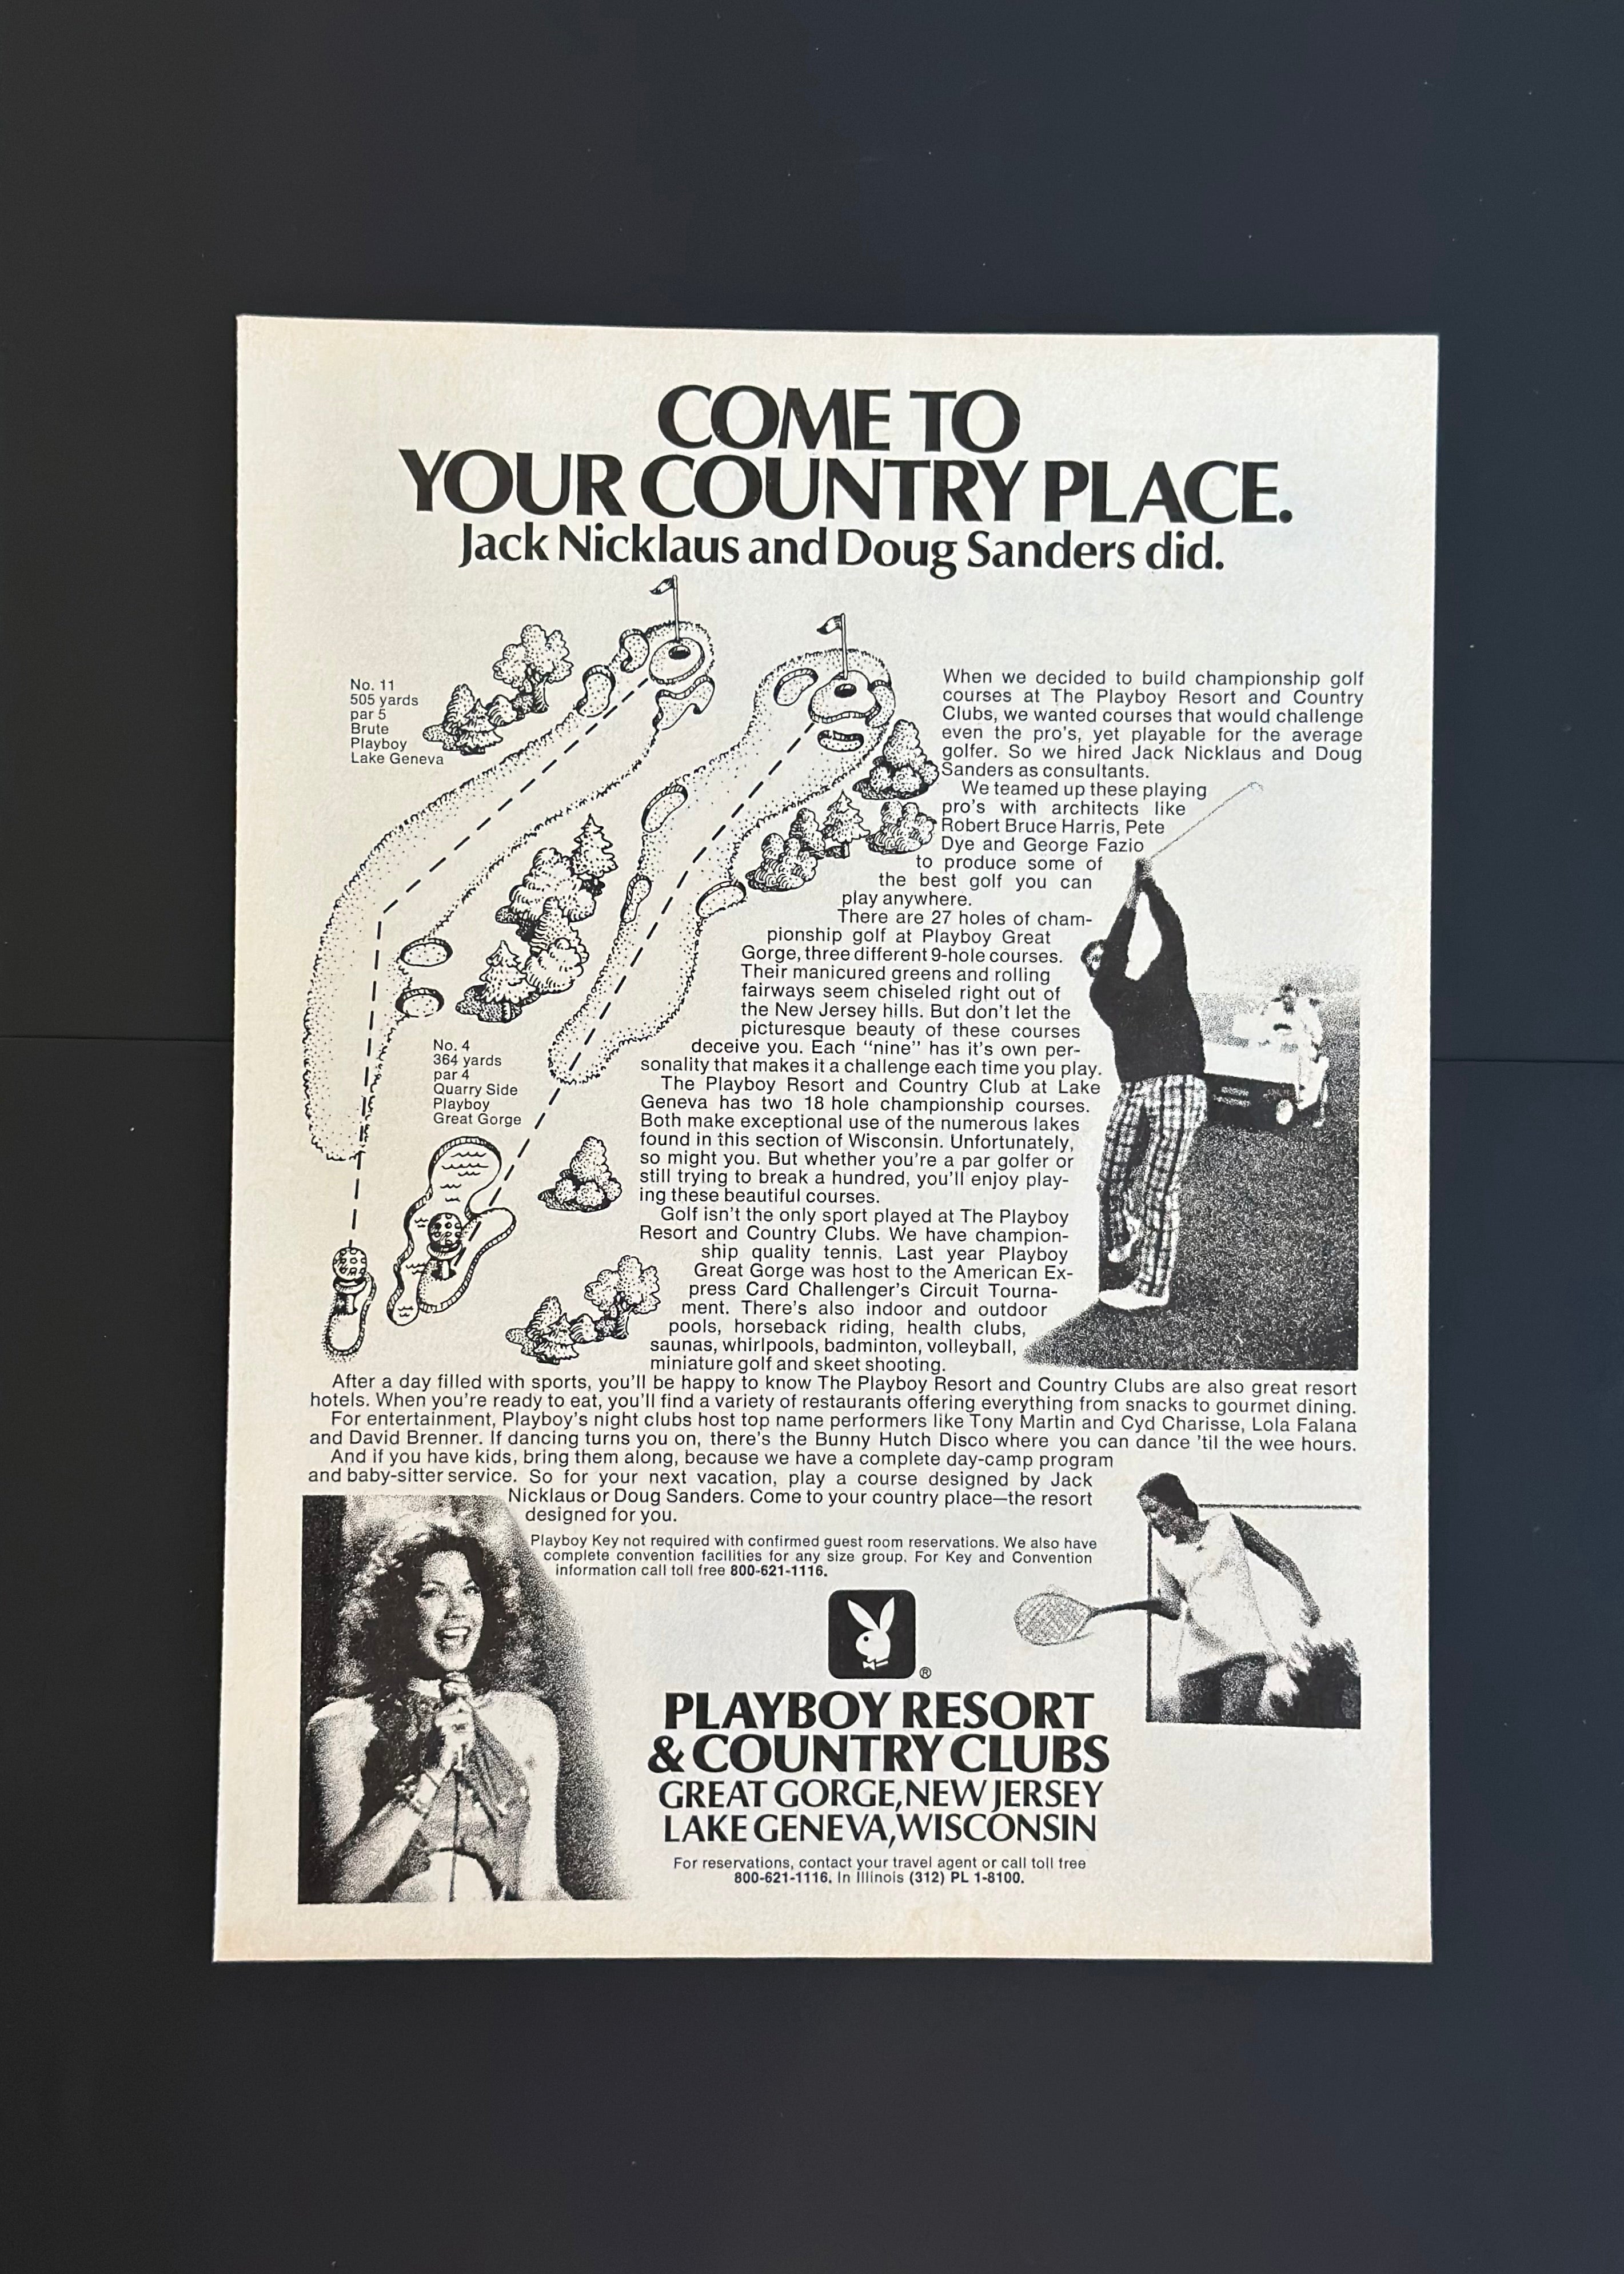 COME TO
YOUR COUNTRY PLACE.
Jack Nicklaus and Doug Sanders did.
No. 11
505 yards
par 5
Brute
Playboy
Lake Geneva
No. 4
364 yards
par 4
Quarry Side
Playboy
Great Gorge
When we decided to build championship golf
courses at The Playboy Resort and Country
Clubs, we wanted courses that would challenge
even the pro's, yet playable for the average
golfer. So we hired Jack Nicklaus and Doug
Sanders as consultants.
We teamed up these playing
pro's with architects like
Robert Bruce Harris, Pete
Dye and George Fazio
to produce some of
the best golf you can
play anywhere.
There are 27 holes of cham-
pionship golf at Playboy Great
Gorge, three different 9-hole courses.
Their manicured greens and rolling
fairways seem chiseled right out of
the New Jersey hills. But don't let the
picturesque beauty of these courses
deceive you. Each “nine” has it's own per-
sonality that makes it a challenge each time you play.
The Playboy Resort and Country Club at Lake
Geneva has two 18 hole championship courses.
Both make exceptional use of the numerous lakes
found in this section of Wisconsin. Unfortunately,
so might you. But whether you're a par golfer or
still trying to break a hundred, you'll enjoy play-
ing these beautiful courses.
Golf isn't the only sport played at The Playboy
Resort and Country Clubs. We have champion-
ship quality tennis. Last year Playboy
Great Gorge was host to the American Ex-
press Card Challenger's Circuit Tourna-
ment. There's also indoor and outdoor
pools, horseback riding, health clubs,
saunas, whirlpools, badminton, volleyball,
miniature golf and skeet shooting.
After a day filled with sports, you'll be happy to know The Playboy Resort and Country Clubs are also great resort
hotels. When you're ready to eat, you'll find a variety of restaurants offering everything from snacks to gourmet dining.
For entertainment, Playboy's night clubs host top name performers like Tony Martin and Cyd Charisse, Lola Falana
and David Brenner. If dancing turns you on, there's the Bunny Hutch Disco where you can dance 'til the wee hours.
And if you have kids, bring them along, because we have a complete day-camp program
and baby-sitter service. So for your next vacation, play a course designed by Jack
Nicklaus or Doug Sanders. Come to your country place—the resort
designed for you.
Playboy Key not required with confirmed guest room reservations. We also have
complete convention facilities for any size group. For Key and Convention
information call toll free 800-621-1116.
®
PLAYBOY RESORT
& COUNTRY CLUBS
GREAT GORGE, NEW JERSEY
LAKE GENEVA, WISCONSIN
For reservations, contact your travel agent or call toll free
800-621-1116. In Illinois (312) PL 1-8100.